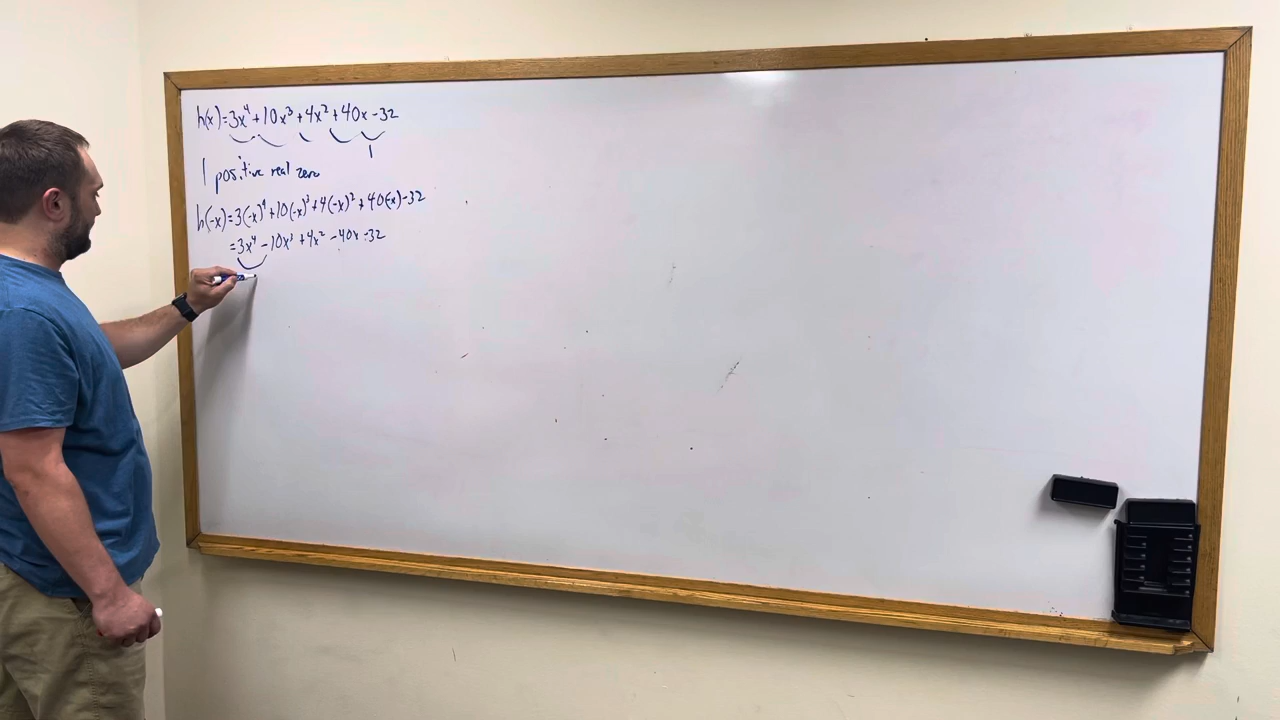 h(x)=3x⁴+10x³+4x²+40x-32
1
1 positive real zero
h(-x)=3(-x)⁴+10(-x)³+4(-x)²+40(-x)-32
=3x⁴-10x³+4x²-40x-32